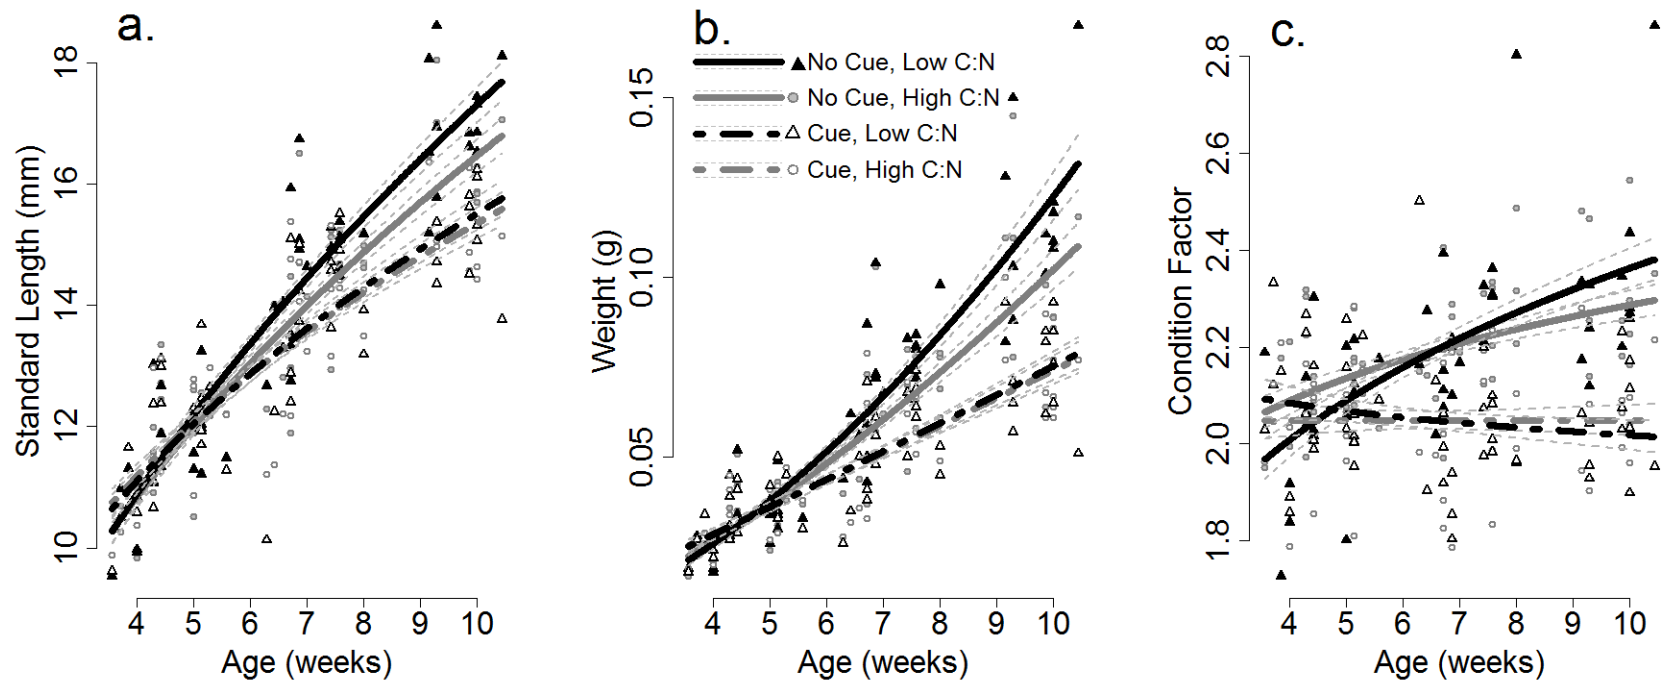 a.
18
16
14
12
10
Standard Length (mm)
4 5 6 7 8 9 10
Age (weeks)
b.
No Cue, Low C:N
No Cue, High C:N
Cue, Low C:N
Cue, High C:N
0.15
0.10
0.05
Weight (g)
4 5 6 7 8 9 10
Age (weeks)
c.
2.8
2.6
2.4
2.2
2.0
1.8
Condition Factor
4 5 6 7 8 9 10
Age (weeks)